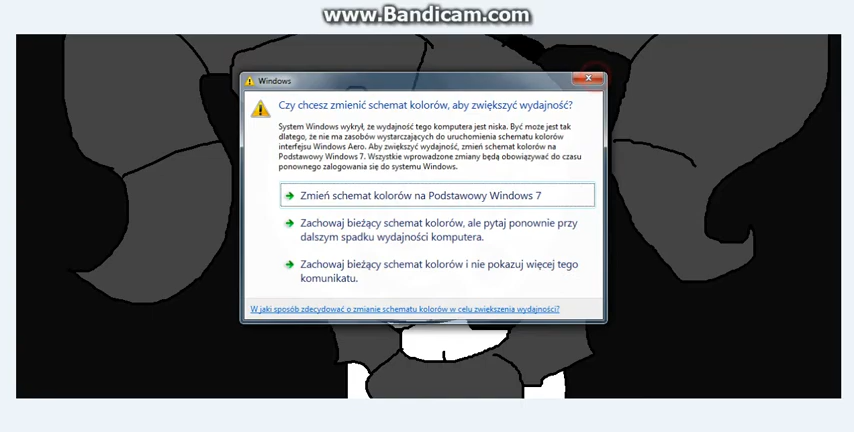 www.Bandicam.com
Windows
Czy chcesz zmienić schemat kolorów, aby zwiększyć wydajność?
System Windows wykrył, że wydajność tego komputera jest niska. Być może jest tak
dlatego, że nie ma zasobów wystarczających do uruchomienia schematu kolorów
interfejsu Windows Aero. Aby zwiększyć wydajność, zmień schemat kolorów na
Podstawowy Windows 7. Wszystkie wprowadzone zmiany będą obowiązywać do czasu
ponownego zalogowania się do systemu Windows.
Zmień schemat kolorów na Podstawowy Windows 7
Zachowaj bieżący schemat kolorów, ale pytaj ponownie przy
dalszym spadku wydajności komputera.
Zachowaj bieżący schemat kolorów i nie pokazuj więcej tego
komunikatu.
W jaki sposób zdecydować o zmianie schematu kolorów w celu zwiększenia wydajności?